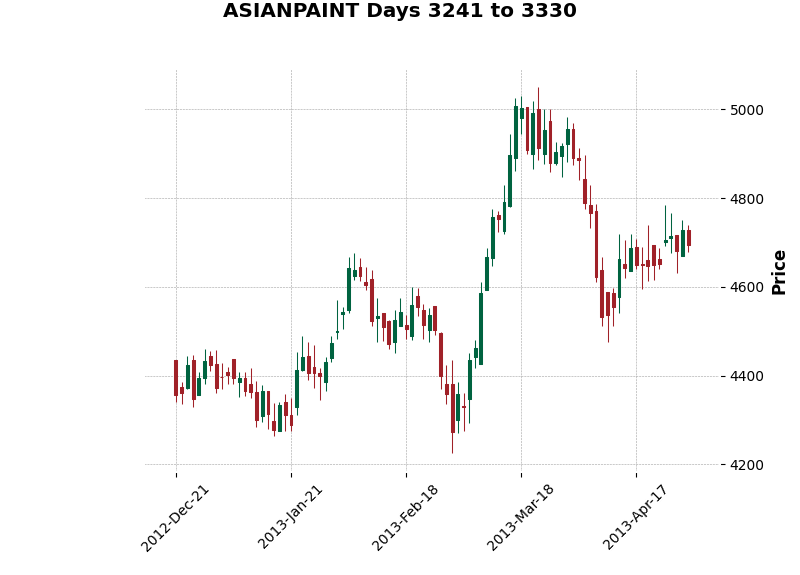 ASIANPAINT Days 3241 to 3330
5000
4800
4600
4400
4200
Price
2012-Dec-21
2013-Jan-21
2013-Feb-18
2013-Mar-18
2013-Apr-17